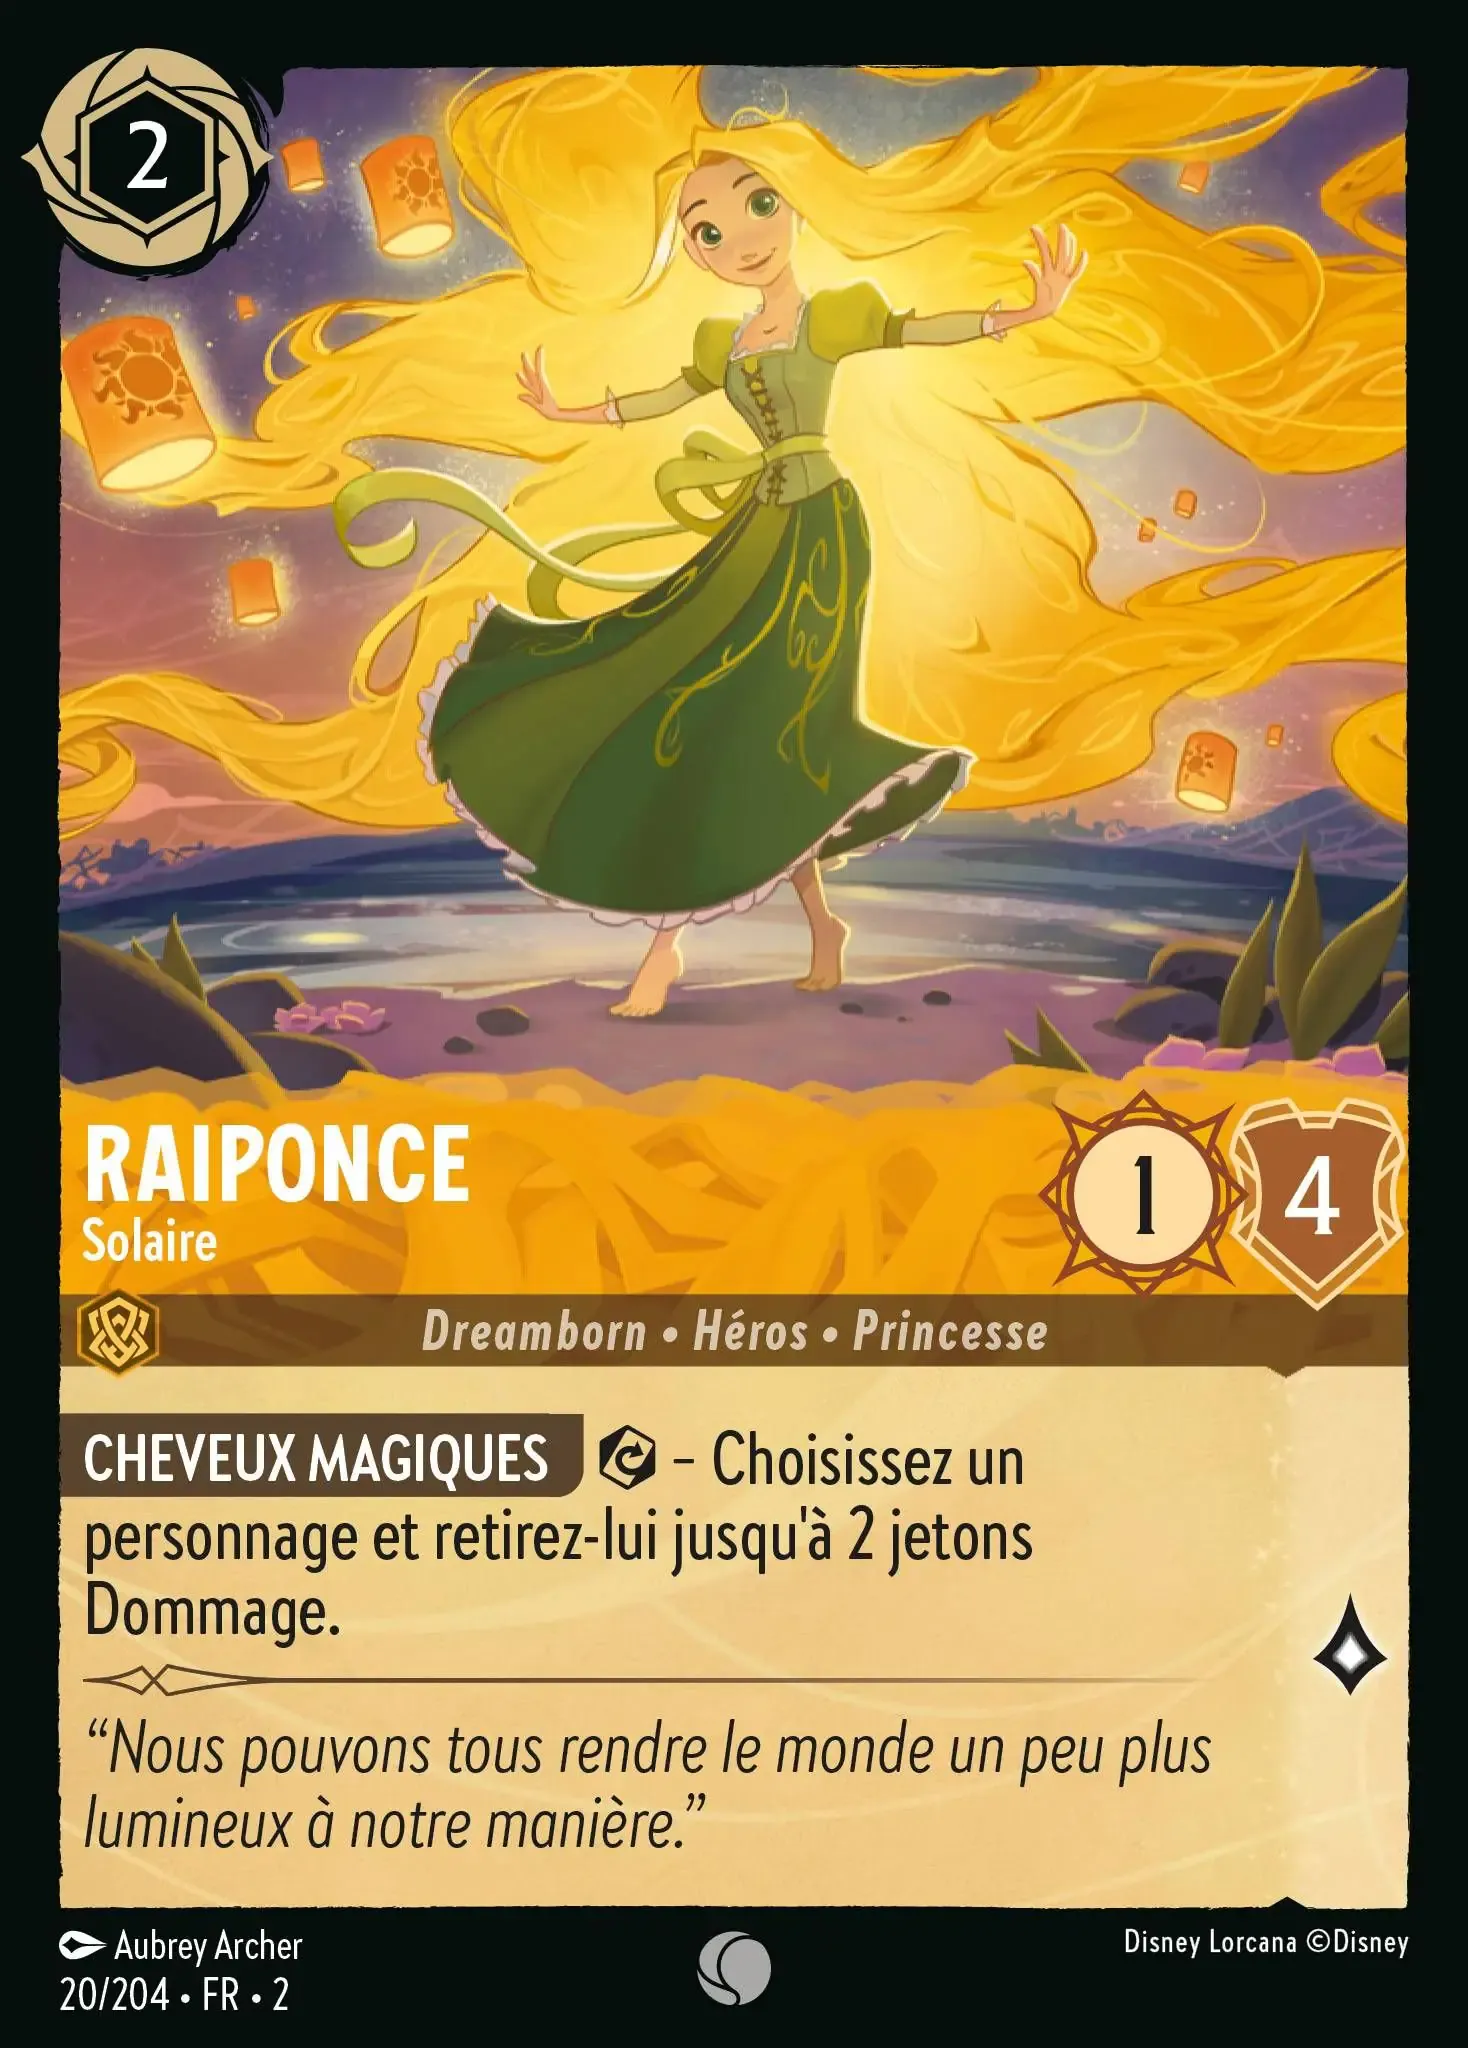 2
RAIPONCE
Solaire
1
4
Dreamborn • Héros • Princesse
CHEVEUX MAGIQUES – Choisissez un
personnage et retirez-lui jusqu'à 2 jetons
Dommage.
“Nous pouvons tous rendre le monde un peu plus
lumineux à notre manière.”
Aubrey Archer
20/204 • FR • 2
Disney Lorcana ©Disney